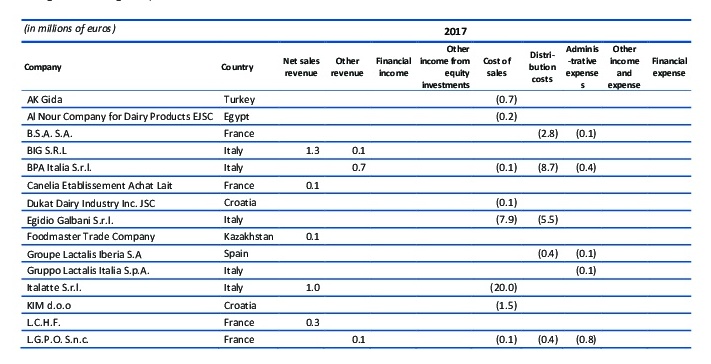 (in millions of euros) 2017
Company Country Net sales revenue Other revenue Financial income Other income from equity investments Cost of sales Distri-bution costs Adminis-trative expenses Other income and expense Financial expense
AK Gida Turkey (0.7)
Al Nour Company for Dairy Products EJSC Egypt (0.2)
B.S.A. S.A. France (2.8) (0.1)
BIG S.R.L Italy 1.3 0.1
BPA Italia S.r.l. Italy 0.7 (0.1) (8.7) (0.4)
Canelia Etablissement Achat Lait France 0.1
Dukat Dairy Industry Inc. JSC Croatia (0.1)
Egidio Galbani S.r.l. Italy (7.9) (5.5)
Foodmaster Trade Company Kazakhstan 0.1
Groupe Lactalis Iberia S.A Spain (0.4) (0.1)
Gruppo Lactalis Italia S.p.A. Italy (0.1)
Italatte S.r.l. Italy 1.0 (20.0)
KIM d.o.o Croatia (1.5)
L.C.H.F. France 0.3
L.G.P.O. S.n.c. France 0.1 (0.1) (0.4) (0.8)